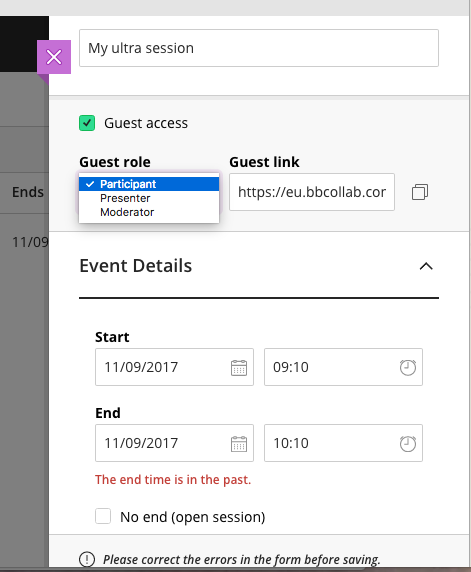 My ultra session
Guest access
Guest role
Guest link
Participant
Presenter
Moderator
https://eu.bbcollab.cor
Ends
11/09
Event Details
Start
11/09/2017
09:10
End
11/09/2017
10:10
The end time is in the past.
No end (open session)
Please correct the errors in the form before saving.